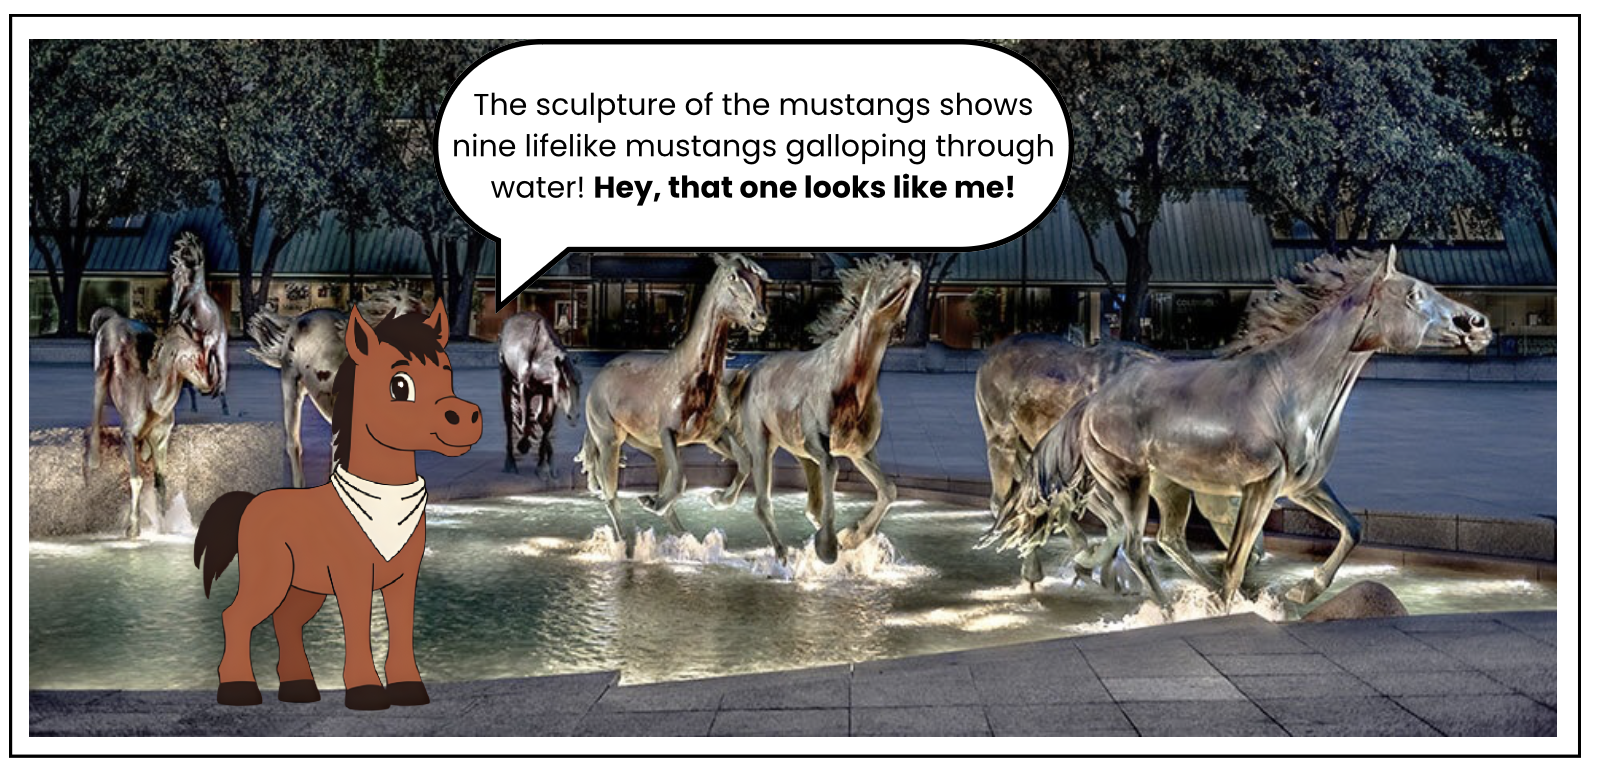 The sculpture of the mustangs shows
nine lifelike mustangs galloping through
water! Hey, that one looks like me!